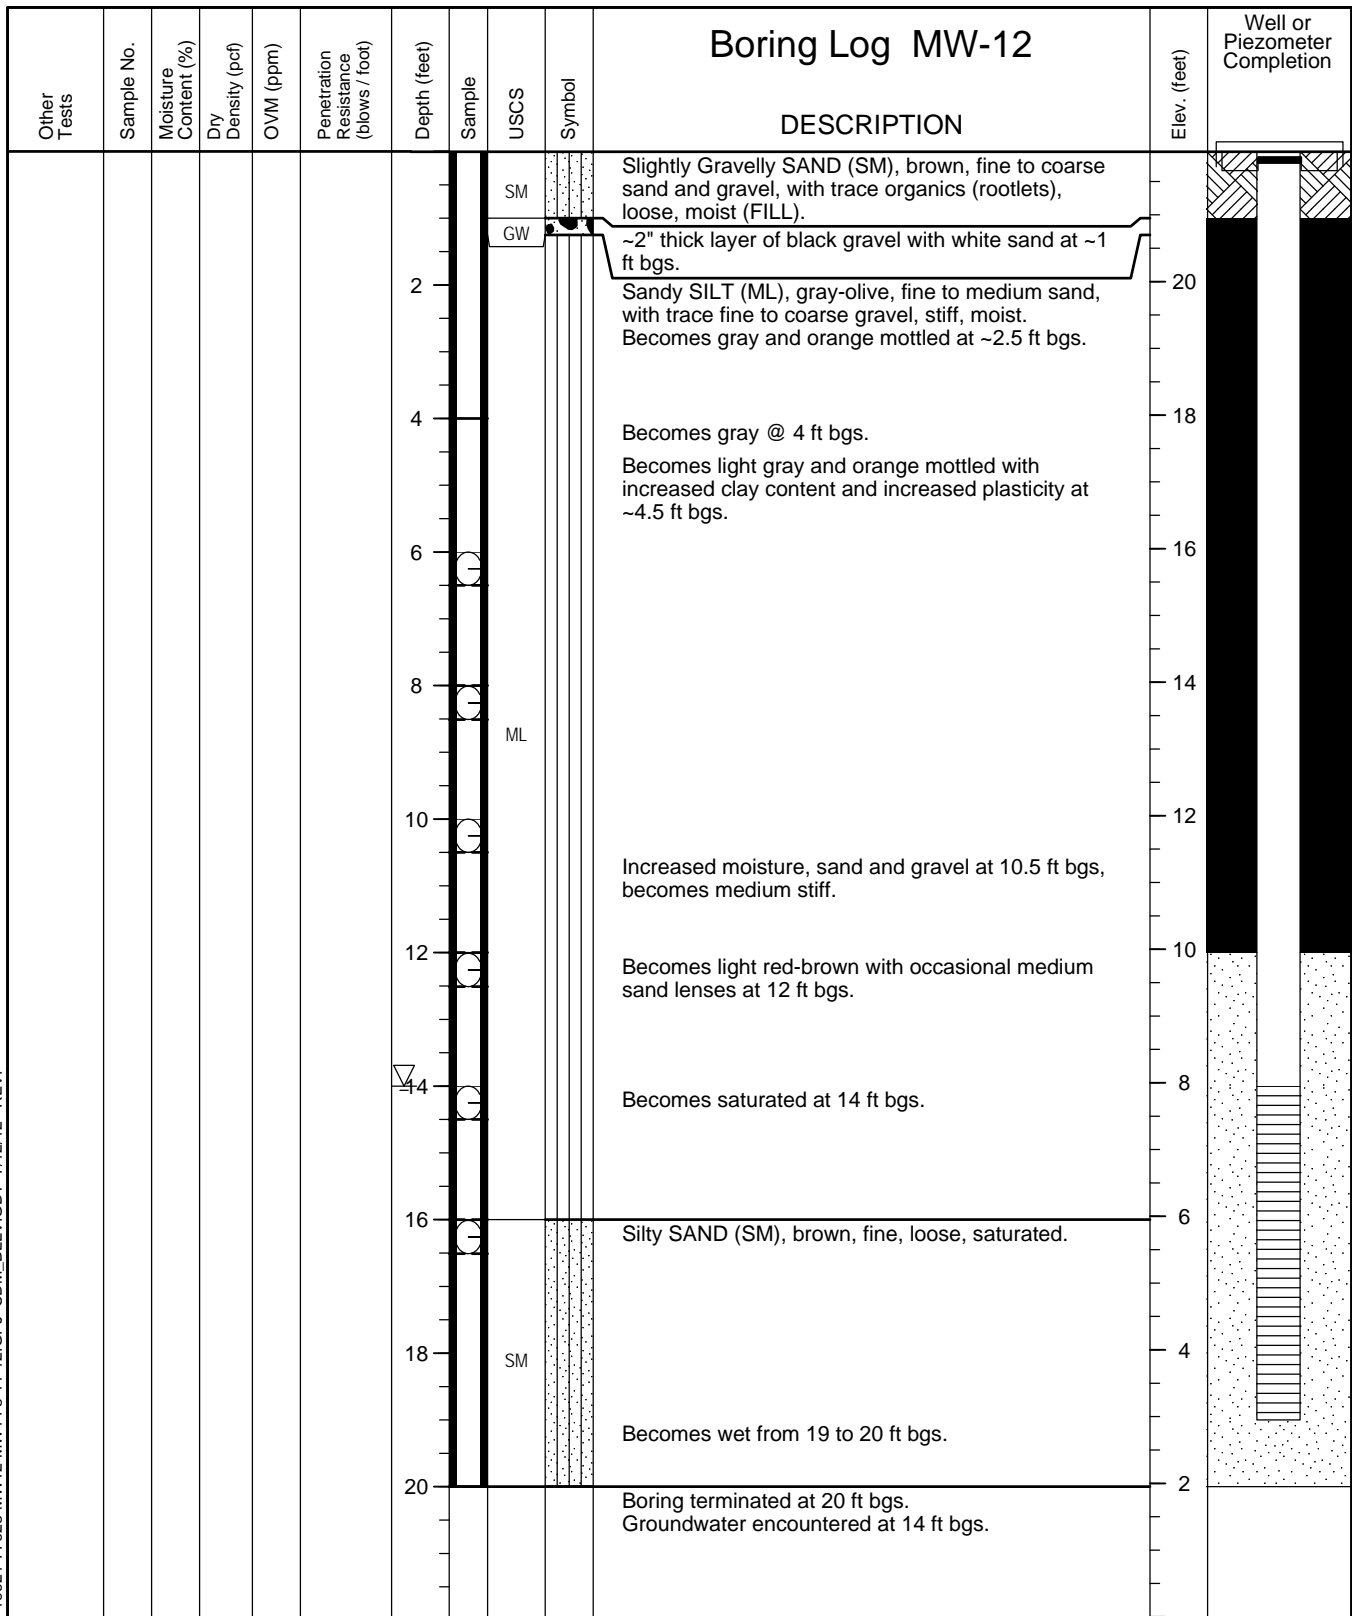 Other
Tests
Sample No.
Moisture
Content (%)
Dry
Density (pcf)
OVM (ppm)
Penetration
Resistance
(blows / foot)
Depth (feet)
Sample
USCS
Symbol
Boring Log MW-12
DESCRIPTION
Elev. (feet)
Well or
Piezometer
Completion
SM
Slightly Gravelly SAND (SM), brown, fine to coarse
sand and gravel, with trace organics (rootlets),
loose, moist (FILL).
GW
~2" thick layer of black gravel with white sand at ~1
ft bgs.
2
20
Sandy SILT (ML), gray-olive, fine to medium sand,
with trace fine to coarse gravel, stiff, moist.
Becomes gray and orange mottled at ~2.5 ft bgs.
4
18
Becomes gray @ 4 ft bgs.
Becomes light gray and orange mottled with
increased clay content and increased plasticity at
~4.5 ft bgs.
6
16
8
14
ML
10
12
Increased moisture, sand and gravel at 10.5 ft bgs,
becomes medium stiff.
12
10
Becomes light red-brown with occasional medium
sand lenses at 12 ft bgs.
14
8
Becomes saturated at 14 ft bgs.
16
6
Silty SAND (SM), brown, fine, loose, saturated.
18
SM
4
Becomes wet from 19 to 20 ft bgs.
20
2
Boring terminated at 20 ft bgs.
Groundwater encountered at 14 ft bgs.